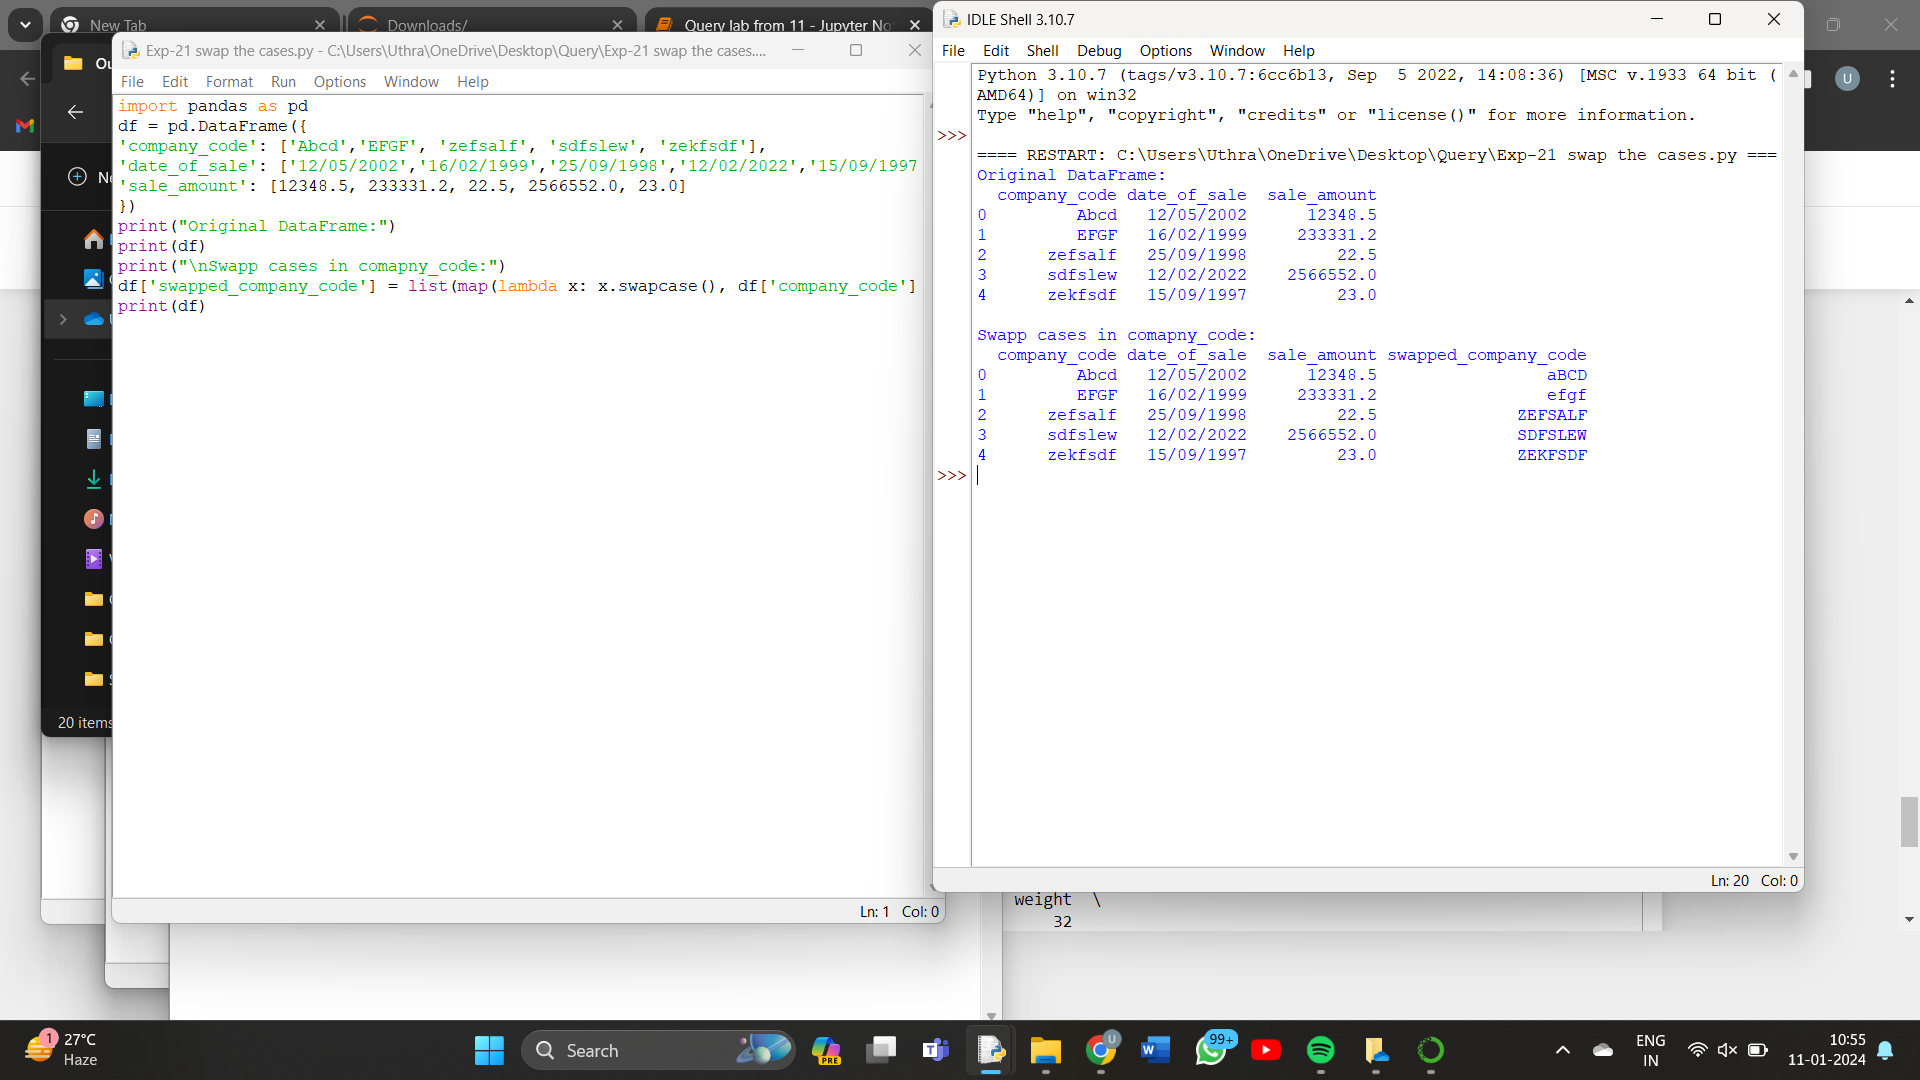 New Tab
Downloads/
Query lab from 11 - Jupyter No
Exp-21 swap the cases.py - C:\Users\Uthra\OneDrive\Desktop\Query\Exp-21 swap the cases....
File Edit Format Run Options Window Help
import pandas as pd
df = pd.DataFrame({
'company_code': ['Abcd','EFGF', 'zefsalf', 'sdfslew', 'zekfsdf'],
'date_of_sale': ['12/05/2002','16/02/1999','25/09/1998','12/02/2022','15/09/1997
'sale_amount': [12348.5, 233331.2, 22.5, 2566552.0, 23.0]
})
print("Original DataFrame:")
print(df)
print("\nSwapp cases in comapny_code:")
df['swapped_company_code'] = list(map(lambda x: x.swapcase(), df['company_code']
print(df)
20 items
Ln: 1 Col: 0
IDLE Shell 3.10.7
File Edit Shell Debug Options Window Help
Python 3.10.7 (tags/v3.10.7:6cc6b13, Sep  5 2022, 14:08:36) [MSC v.1933 64 bit (
AMD64)] on win32
Type "help", "copyright", "credits" or "license()" for more information.
>>>
==== RESTART: C:\Users\Uthra\OneDrive\Desktop\Query\Exp-21 swap the cases.py ===
Original DataFrame:
  company_code date_of_sale  sale_amount
0         Abcd   12/05/2002      12348.5
1         EFGF   16/02/1999     233331.2
2      zefsalf   25/09/1998         22.5
3      sdfslew   12/02/2022    2566552.0
4      zekfsdf   15/09/1997         23.0
Swapp cases in comapny_code:
  company_code date_of_sale  sale_amount swapped_company_code
0         Abcd   12/05/2002      12348.5                 aBCD
1         EFGF   16/02/1999     233331.2                 efgf
2      zefsalf   25/09/1998         22.5              ZEFSALF
3      sdfslew   12/02/2022    2566552.0              SDFSLEW
4      zekfsdf   15/09/1997         23.0              ZEKFSDF
>>>
Ln: 20 Col: 0
U
weight \
32
1
27°C
Haze
Search
PRE
U
99+
ENG
IN
10:55
11-01-2024